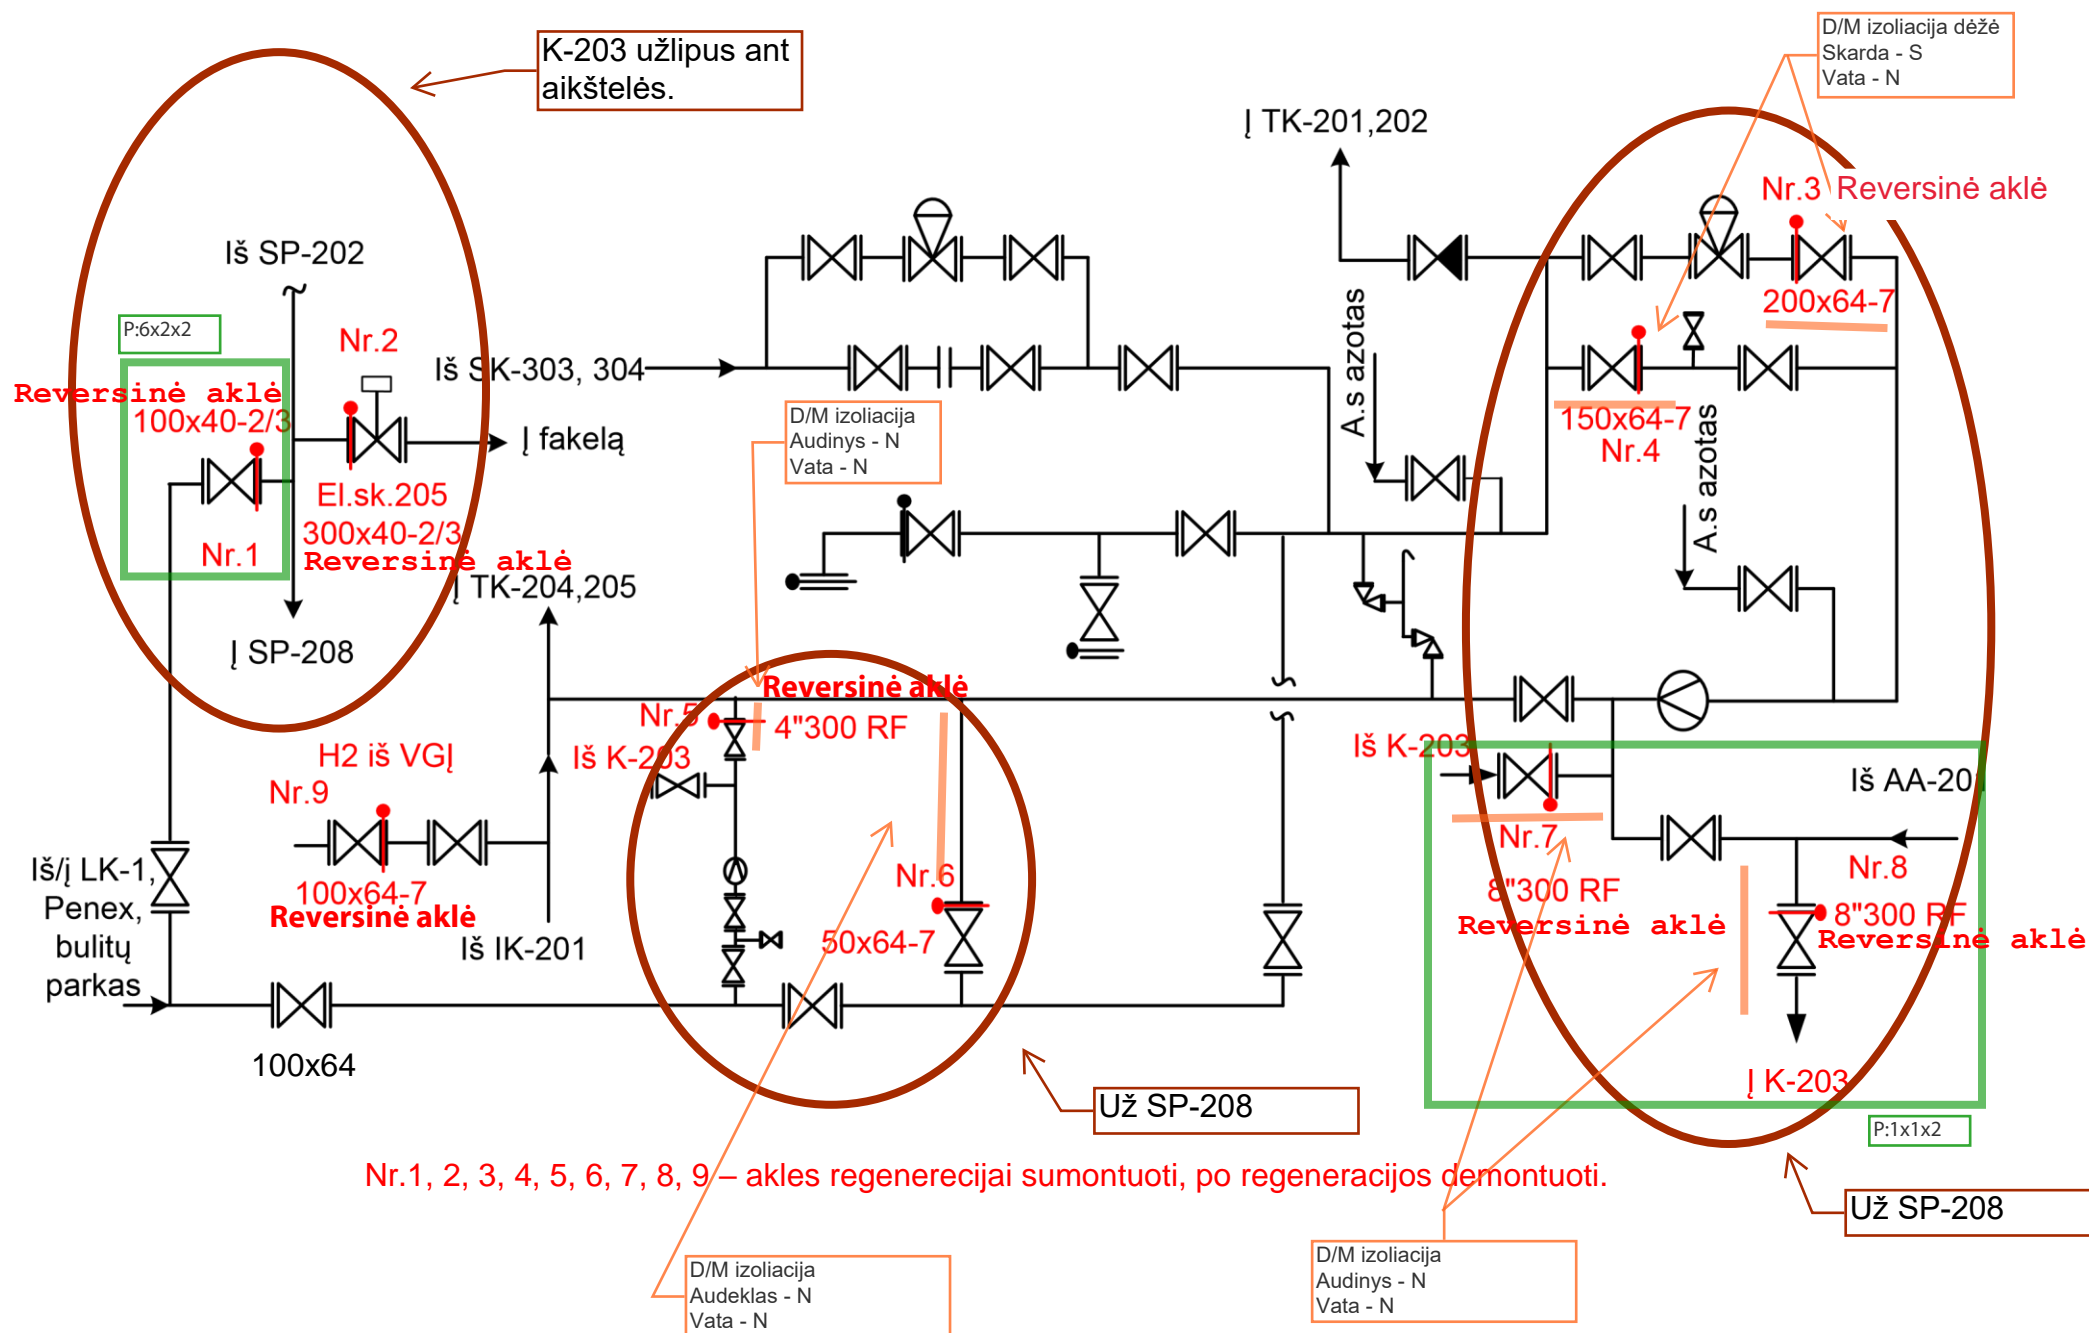 K-203 užlipus ant
aikštelės.
D/M izoliacija dėžė
Skarda - S
Vata - N
Į TK-201,202
Nr.3
Reversinė aklė
Iš SP-202
200x64-7
P:6x2x2
Nr.2
Iš SK-303, 304
A.s azotas
Reversinė aklė
100x40-2/3
D/M izoliacija
Audinys - N
Vata - N
150x64-7
Nr.4
A.s azotas
Į fakelą
El.sk.205
300x40-2/3
Nr.1
Reversinė aklė
Į TK-204,205
Į SP-208
Reversinė aklė
Nr.5
4"300 RF
H2 iš VGĮ
Iš K-203
Iš K-203
Iš AA-201
Nr.9
Nr.7
Iš/į LK-1,
Penex,
bulitų
parkas
100x64-7
Reversinė aklė
Nr.6
8"300 RF
Reversinė aklė
Nr.8
8"300 RF
Reversinė aklė
Iš IK-201
50x64-7
100x64
Į K-203
Už SP-208
P:1x1x2
Nr.1, 2, 3, 4, 5, 6, 7, 8, 9 – akles regenerecijai sumontuoti, po regeneracijos demontuoti.
Už SP-208
D/M izoliacija
Audeklas - N
Vata - N
D/M izoliacija
Audinys - N
Vata - N